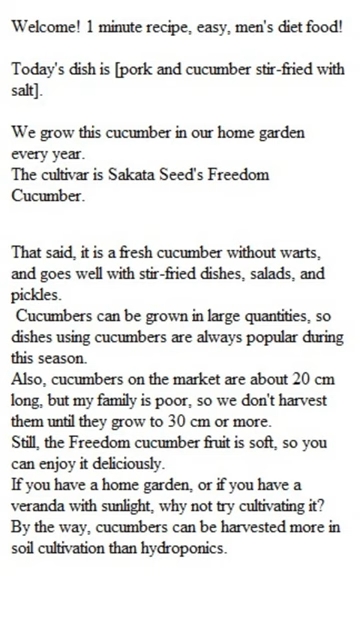 Welcome! 1 minute recipe, easy, men's diet food!
Today's dish is [pork and cucumber stir-fried with
salt].
We grow this cucumber in our home garden
every year.
The cultivar is Sakata Seed's Freedom
Cucumber.
That said, it is a fresh cucumber without warts,
and goes well with stir-fried dishes, salads, and
pickles.
Cucumbers can be grown in large quantities, so
dishes using cucumbers are always popular during
this season.
Also, cucumbers on the market are about 20 cm
long, but my family is poor, so we don't harvest
them until they grow to 30 cm or more.
Still, the Freedom cucumber fruit is soft, so you
can enjoy it deliciously.
If you have a home garden, or if you have a
veranda with sunlight, why not try cultivating it?
By the way, cucumbers can be harvested more in
soil cultivation than hydroponics.